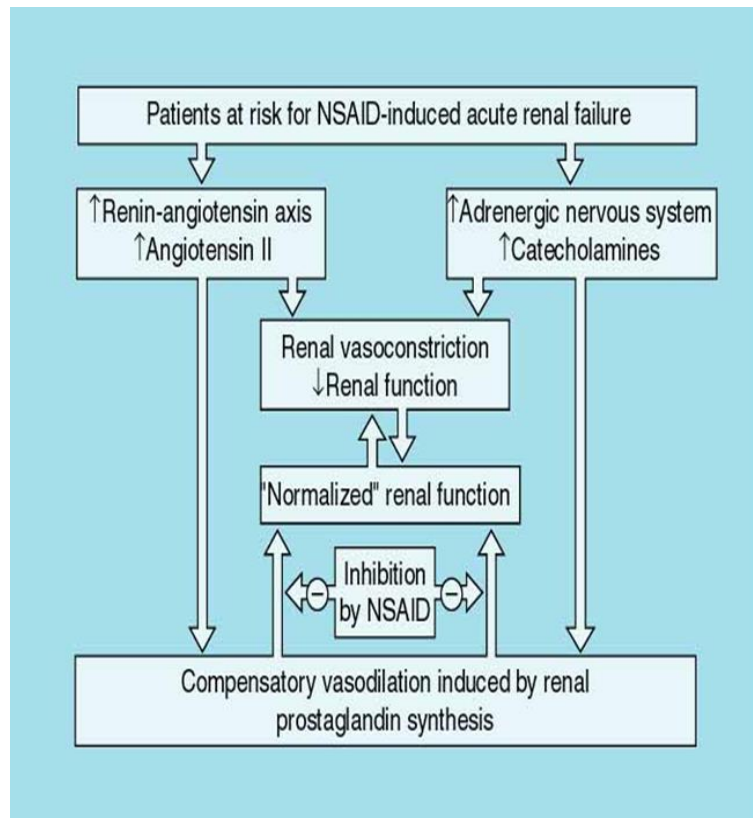 Patients at risk for NSAID-induced acute renal failure
↑Renin-angiotensin axis
↑Angiotensin II
↑Adrenergic nervous system
↑Catecholamines
Renal vasoconstriction
↓Renal function
"Normalized" renal function
Inhibition
by NSAID
Compensatory vasodilation induced by renal
prostaglandin synthesis